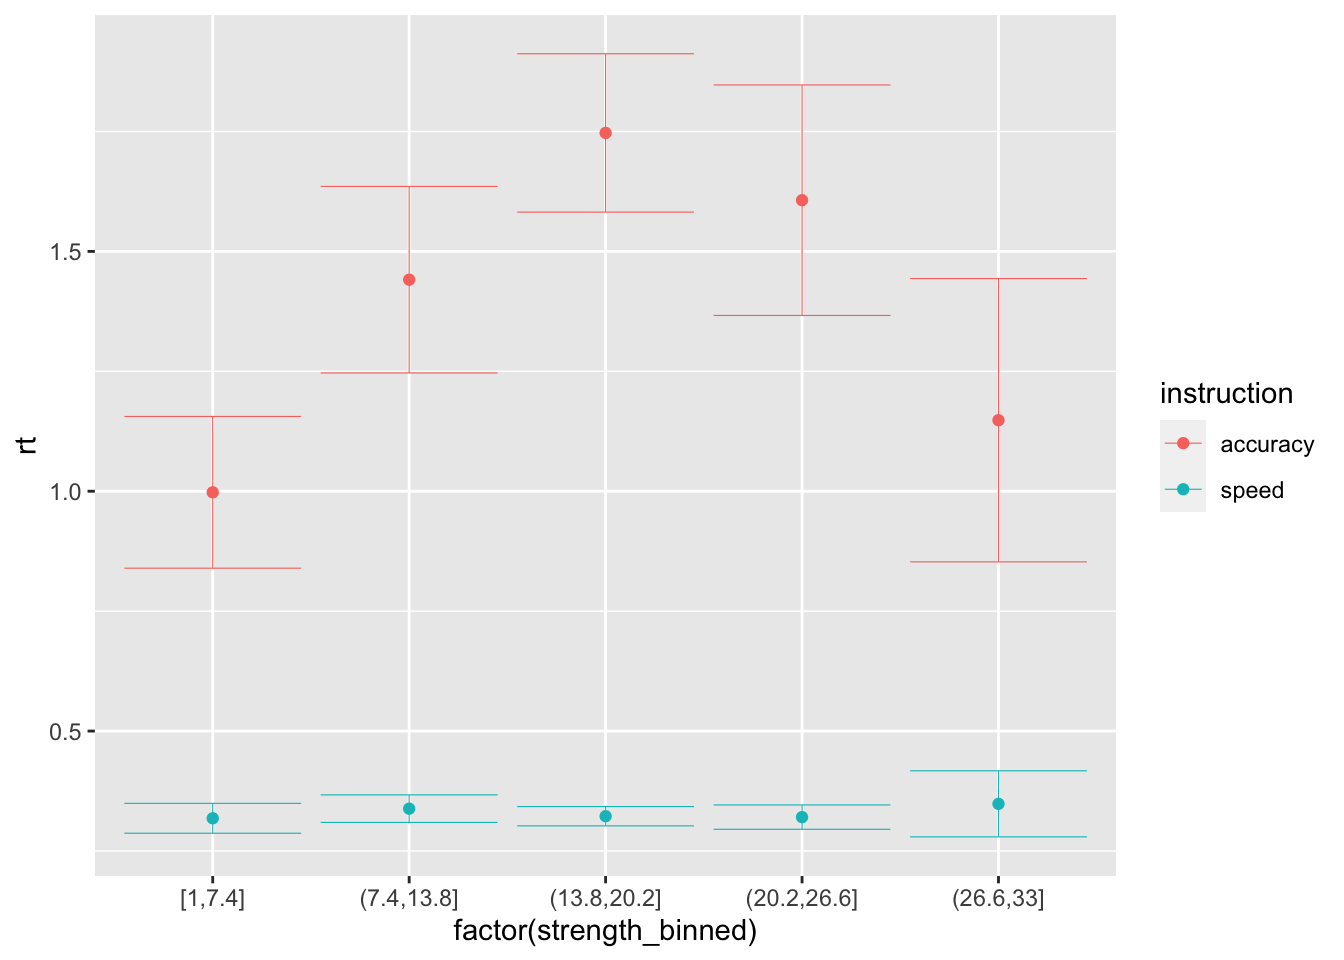 rt
1.5
1.0
0.5
[1,7.4] (7.4,13.8] (13.8,20.2] (20.2,26.6] (26.6,33]
factor(strength_binned)
instruction
accuracy
speed